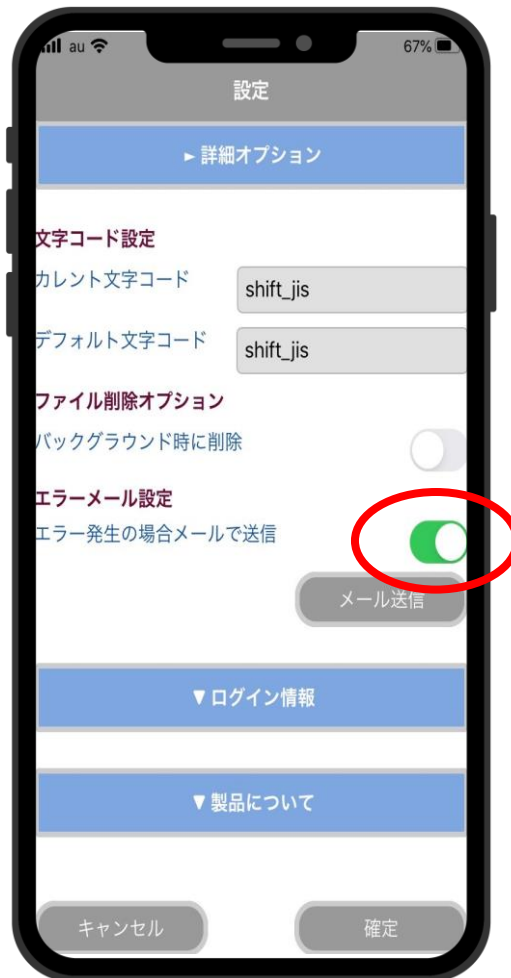 au 67%
設定
► 詳細オプション
文字コード設定
カレント文字コード shift_jis
デフォルト文字コード shift_jis
ファイル削除オプション
バックグラウンド時に削除
エラーメール設定
エラー発生の場合メールで送信
メール送信
▼ ログイン情報
▼ 製品について
キャンセル 確定